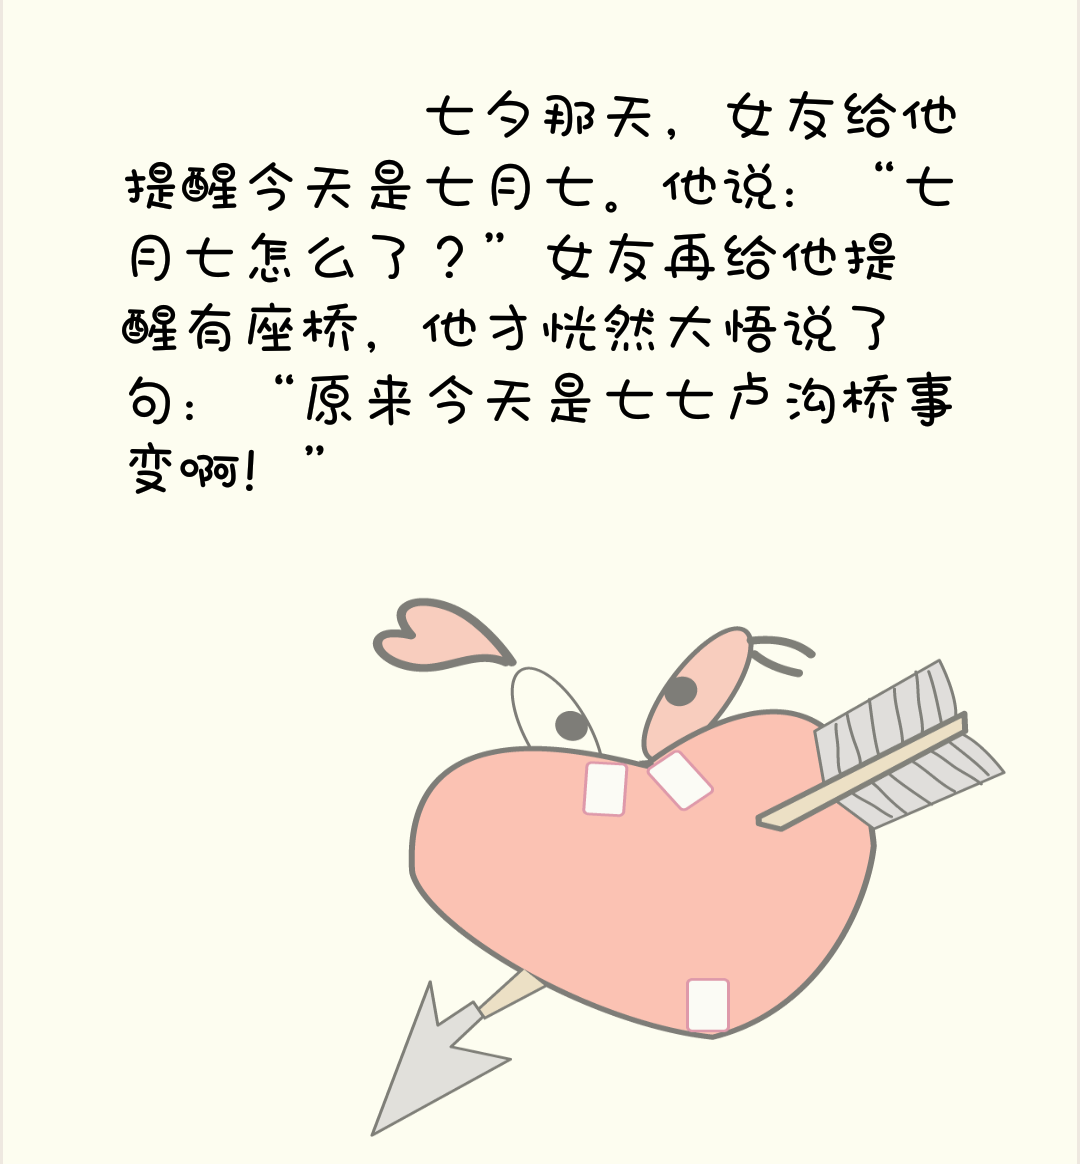 七夕那天，女友给他
提醒今天是七月七。他说：“七
月七怎么了？”女友再给他提
醒有座桥，他才恍然大悟说了
句：“原来今天是七七卢沟桥事
变啊！”